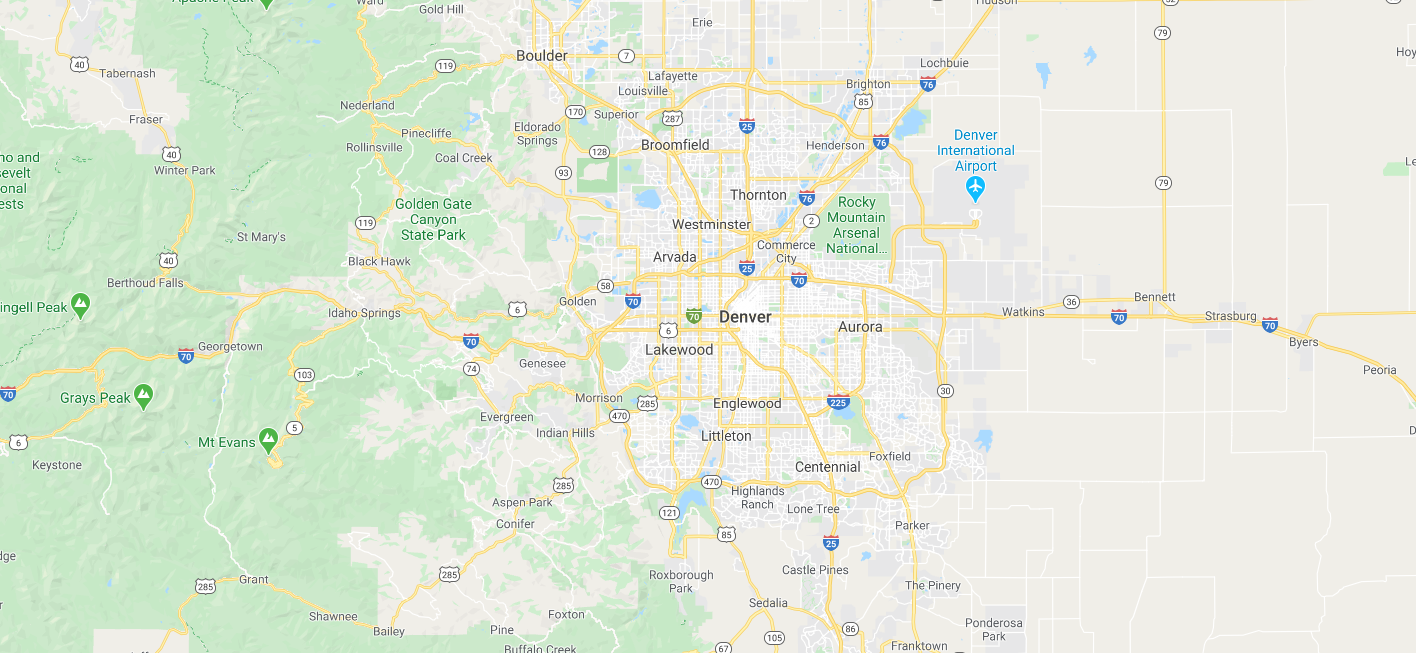 Apache Peak
Ward
Gold Hill
Erie
Hudson
52
79
Boulder
7
Hoy
40
Tabernash
119
Lafayette
Lochbuie
40
Louisville
Brighton
76
Nederland
85
170
Superior
287
25
Fraser
Pinecliffe
Eldorado
Springs
Denver
International
Airport
Rollinsville
Broomfield
Henderson
76
40
Coal Creek
128
no and
sevelt
onal
ests
Winter Park
93
79
Le
Thornton
76
Golden Gate
Canyon
State Park
Rocky
Mountain
Arsenal
National...
119
Westminster
2
St Mary's
Commerce
City
40
Black Hawk
Arvada
25
Berthoud Falls
70
58
ingell Peak
Golden
70
36
Bennett
Idaho Springs
6
70
Denver
Watkins
70
Strasburg
70
6
Aurora
Georgetown
70
70
Lakewood
Byers
Genesee
74
103
Peoria
70
Grays Peak
Morrison
285
Englewood
225
30
470
Evergreen
5
Indian Hills
Littleton
D
6
Mt Evans
Foxfield
Keystone
Centennial
285
470
Highlands
Ranch
Aspen Park
Lone Tree
121
Conifer
Parker
85
25
dge
285
Roxborough
Park
Castle Pines
285
Grant
The Pinery
Sedalia
r
Shawnee
Foxton
Bailey
Pine
86
Ponderosa
Park
105
67
Buffalo Creek
Franktown